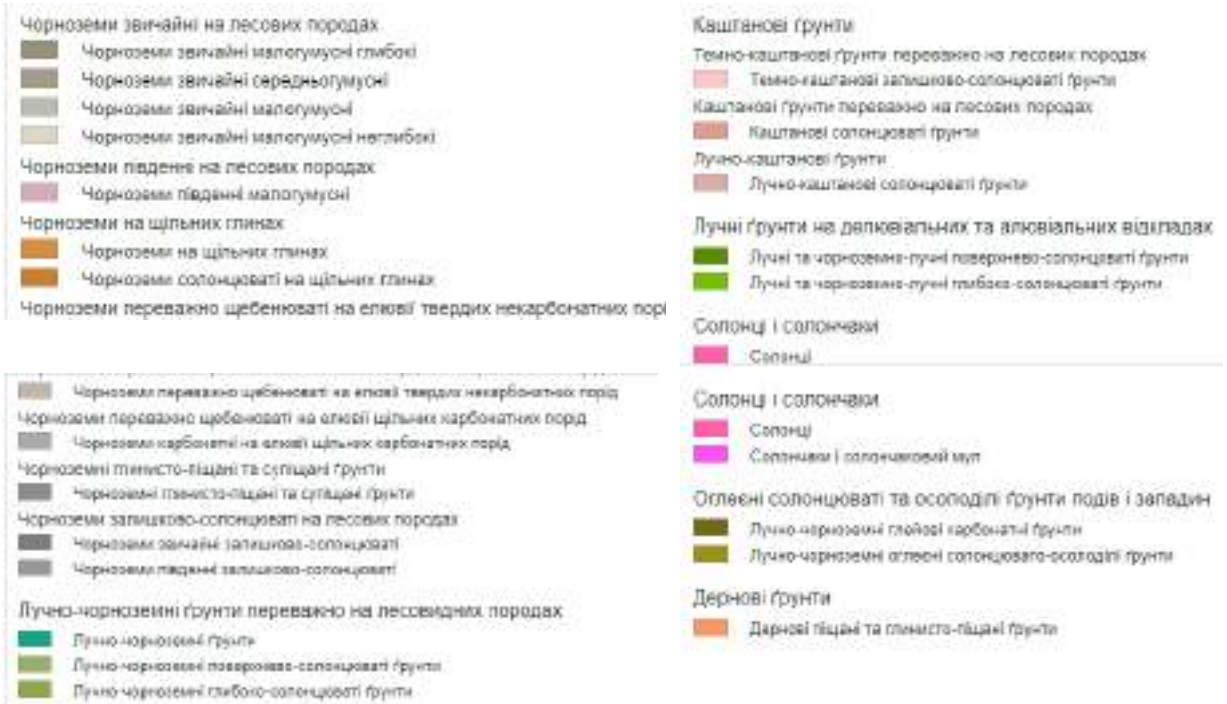 Чорноземи звичайні на лесових породах
Чорноземи звичайні малогумусні глибокі
Чорноземи звичайні середньогумусні
Чорноземи звичайні малогумусні
Чорноземи звичайні малогумусні неглибокі
Чорноземи південні на лесових породах
Чорноземи південні малогумусні
Чорноземи на щільних глинах
Чорноземи на щільних глинах
Чорноземи солонцюваті на щільних глинах
Чорноземи переважно щебенюваті на елювії твердих некарбонатних порі
Чорноземи переважно щебенюваті на елювії твердих некарбонатних порід
Чорноземи переважно щебенюваті на елювії щільних карбонатних порід
Чорноземи карбонатні на елювії щільних карбонатних порід
Чорноземні глинисто-піщані та супіщані ґрунти
Чорноземні глинисто-піщані та супіщані ґрунти
Чорноземи залишково-солонцюваті на лесових породах
Чорноземи звичайні залишково-солонцюваті
Чорноземи південні залишково-солонцюваті
Лучно-чорноземні ґрунти переважно на лесовидних породах
Лучно-чорноземні ґрунти
Лучно-чорноземні поверхнево-солонцюваті ґрунти
Лучно-чорноземні глибоко-солонцюваті ґрунти
Каштанові ґрунти
Темно-каштанові ґрунти переважно на лесових породах
Темно-каштанові залишково-солонцюваті ґрунти
Каштанові ґрунти переважно на лесових породах
Каштанові солонцюваті ґрунти
Лучно-каштанові ґрунти
Лучно-каштанові солонцюваті ґрунти
Лучні ґрунти на делювіальних та алювіальних відкладах
Лучні та чорноземно-лучні поверхнево-солонцюваті ґрунти
Лучні та чорноземно-лучні глибоко-солонцюваті ґрунти
Солонці і солончаки
Солонці
Солонці і солончаки
Солонці
Солончаки і солончаковий мул
Оглеєні солонцюваті та осолоділі ґрунти подів і западин
Лучно-чорноземні глейові карбонатні ґрунти
Лучно-чорноземні оглеєні солонцювато-осолоділі ґрунти
Дернові ґрунти
Дернові піщані та глинисто-піщані ґрунти